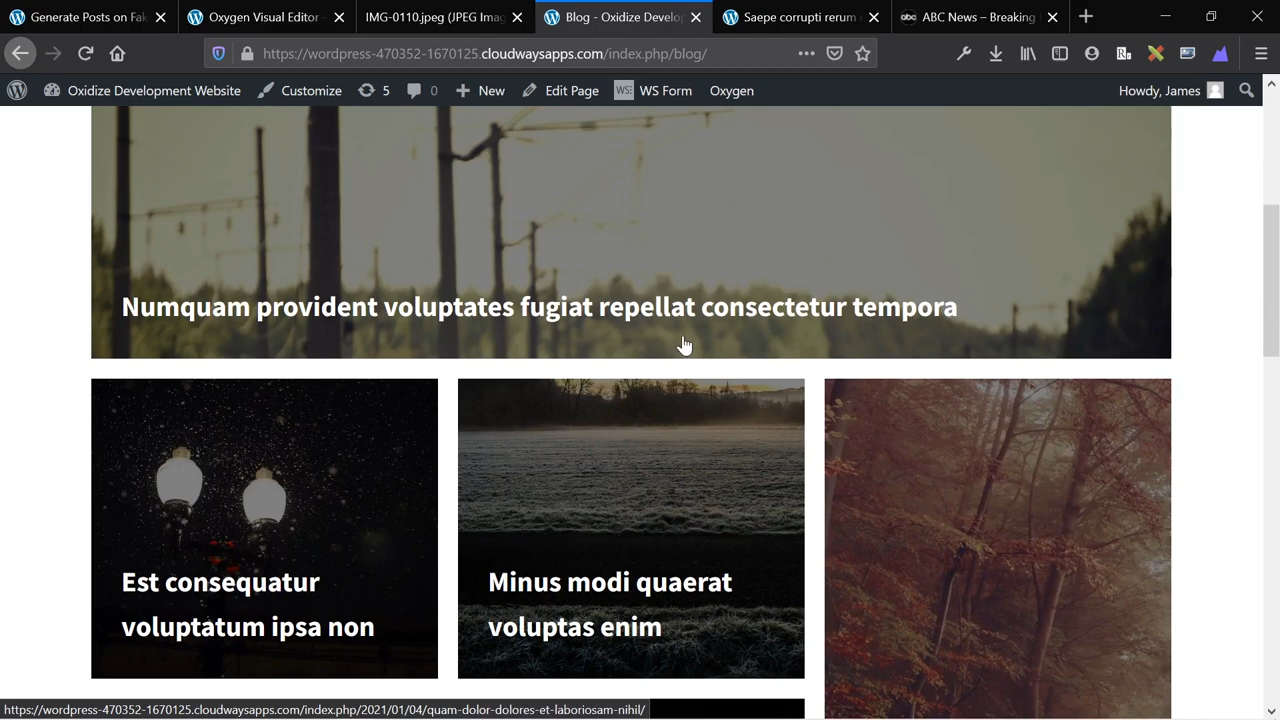 Generate Posts on Fak
Oxygen Visual Editor -
IMG-0110.jpeg (JPEG Imag
Blog - Oxidize Develo
Saepe corrupti rerum
abc ABC News – Breaking
https://wordpress-470352-1670125.cloudwaysapps.com/index.php/blog/
Oxidize Development Website Customize 5 0 New Edit Page WS: WS Form Oxygen Howdy, James
Numquam provident voluptates fugiat repellat consectetur tempora
Est consequatur
voluptatum ipsa non
Minus modi quaerat
voluptas enim
https://wordpress-470352-1670125.cloudwaysapps.com/index.php/2021/01/04/quam-dolor-dolores-et-laboriosam-nihil/